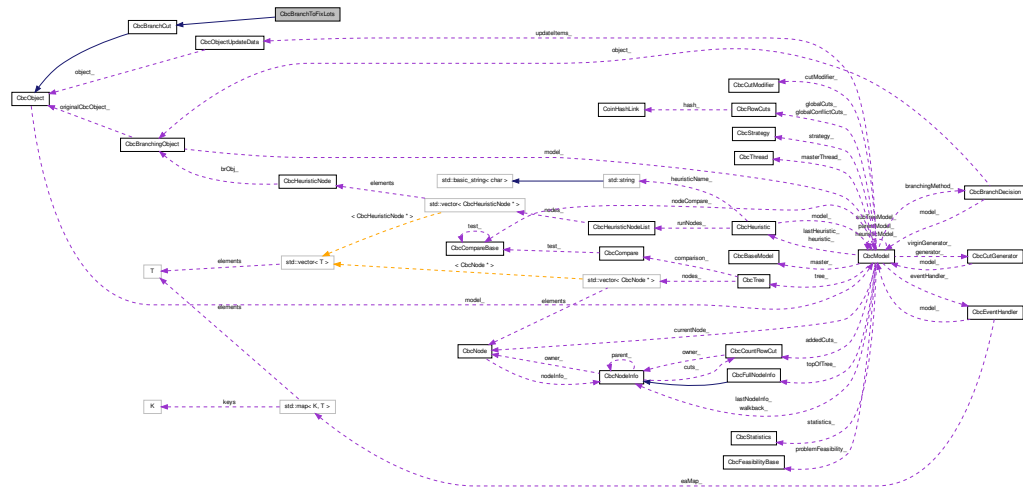 CbcBranchToFixLots
CbcBranchCut
updateItems_
CbcObjectUpdateData
object_
object_
cutModifier_
CbcCutModifier
CbcObject
originalCbcObject_
CoinHashLink
hash_
CbcRowCuts
globalCuts_
globalConflictCuts_
CbcStrategy
strategy_
CbcBranchingObject
model_
CbcThread
masterThread_
brObj_
CbcHeuristicNode
elements
std::basic_string< char >
std::string
heuristicName_
branchingMethod_
CbcBranchDecision
std::vector< CbcHeuristicNode * >
nodeCompare_
< CbcHeuristicNode * >
nodes_
test_
CbcHeuristicNodeList
runNodes_
CbcHeuristic
model_
subTreeModel_
parentModel_
heuristicModel_
model_
lastHeuristic_
heuristic_
CbcCompareBase
test_
CbcCompare
comparison_
CbcBaseModel
master_
CbcModel
virginGenerator_
generator_
CbcCutGenerator
model_
T
elements
std::vector< T >
< CbcNode * >
std::vector< CbcNode * >
nodes_
CbcTree
tree_
eventHandler_
model_
elements
elements
model_
CbcEventHandler
currentNode_
CbcNode
owner_
nodeInfo_
parent_
CbcNodeInfo
owner_
cuts_
CbcCountRowCut
addedCuts_
CbcFullNodeInfo
topOfTree_
lastNodeInfo_
walkback_
K
keys
std::map< K, T >
CbcStatistics
statistics_
CbcFeasibilityBase
problemFeasibility_
eaMap_